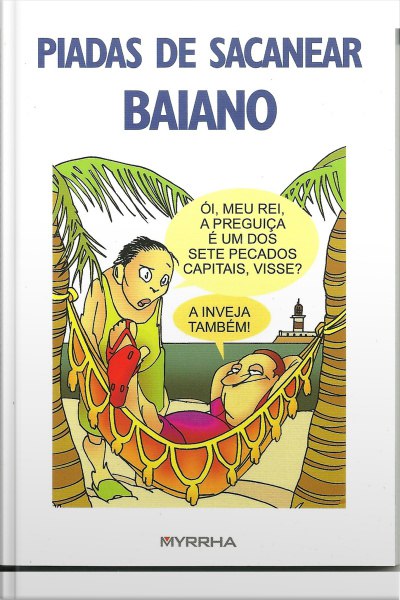 PIADAS DE SACANEAR
BAIANO
ÓI, MEU REI,
A PREGUIÇA
É UM DOS
SETE PECADOS
CAPITAIS, VISSE?
A INVEJA
TAMBÉM!
MYRRHA